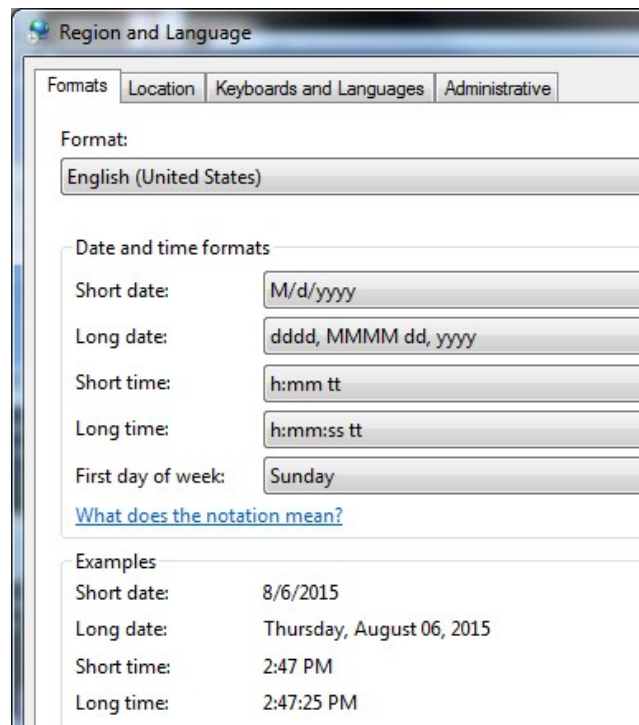 Region and Language
Formats Location Keyboards and Languages Administrative
Format:
English (United States)
Date and time formats
Short date: M/d/yyyy
Long date: dddd, MMMM dd, yyyy
Short time: h:mm tt
Long time: h:mm:ss tt
First day of week: Sunday
What does the notation mean?
Examples
Short date: 8/6/2015
Long date: Thursday, August 06, 2015
Short time: 2:47 PM
Long time: 2:47:25 PM